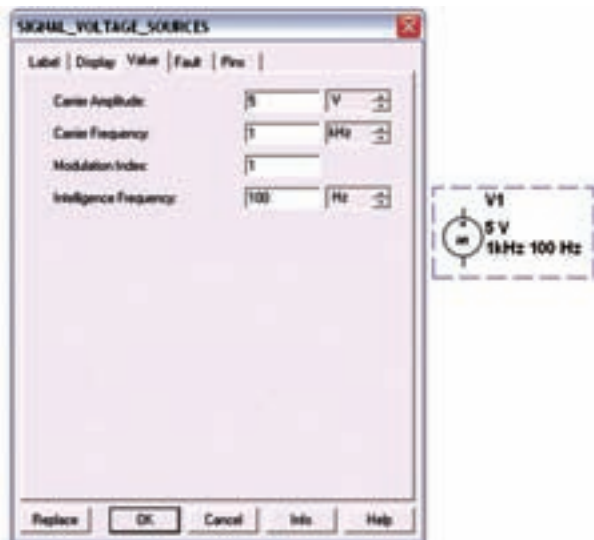 SIGNAL_VOLTAGE_SOURCES
Label Display Value Fault Pins
Carrier Amplitude: 5 V
Carrier Frequency: 1 kHz
Modulation Index: 1
Intelligence Frequency: 100 Hz
V1
5 V
1kHz 100 Hz
Replace OK Cancel Info Help